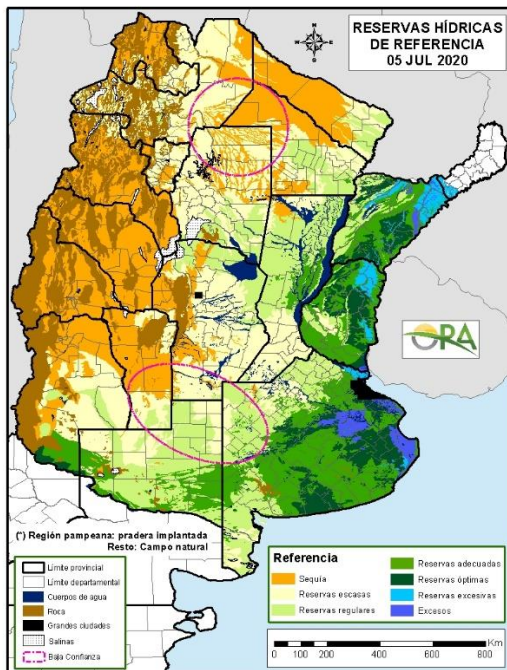 RESERVAS HÍDRICAS
DE REFERENCIA
05 JUL 2020
N
ORA
(*) Región pampeana: pradera implantada
Resto: Campo natural
Límite provincial
Límite departamental
Cuerpos de agua
Roca
Grandes ciudades
Salinas
Baja Confianza
Referencia
Sequía
Reservas escasas
Reservas regulares
Reservas adecuadas
Reservas óptimas
Reservas excesivas
Excesos
Km
0 100 200 400 600 800